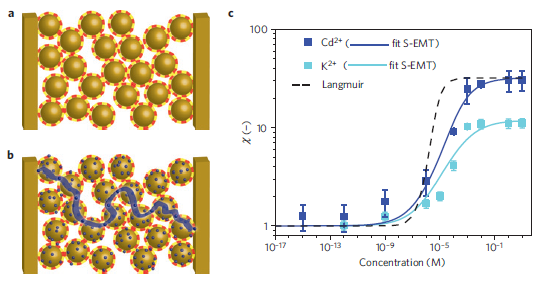 a
b
c
100
10
1
χ (–)
Cd²⁺ (—— fit S-EMT)
K²⁺ (—— fit S-EMT)
Langmuir
10⁻¹⁷ 10⁻¹³ 10⁻⁹ 10⁻⁵ 10⁻¹
Concentration (M)